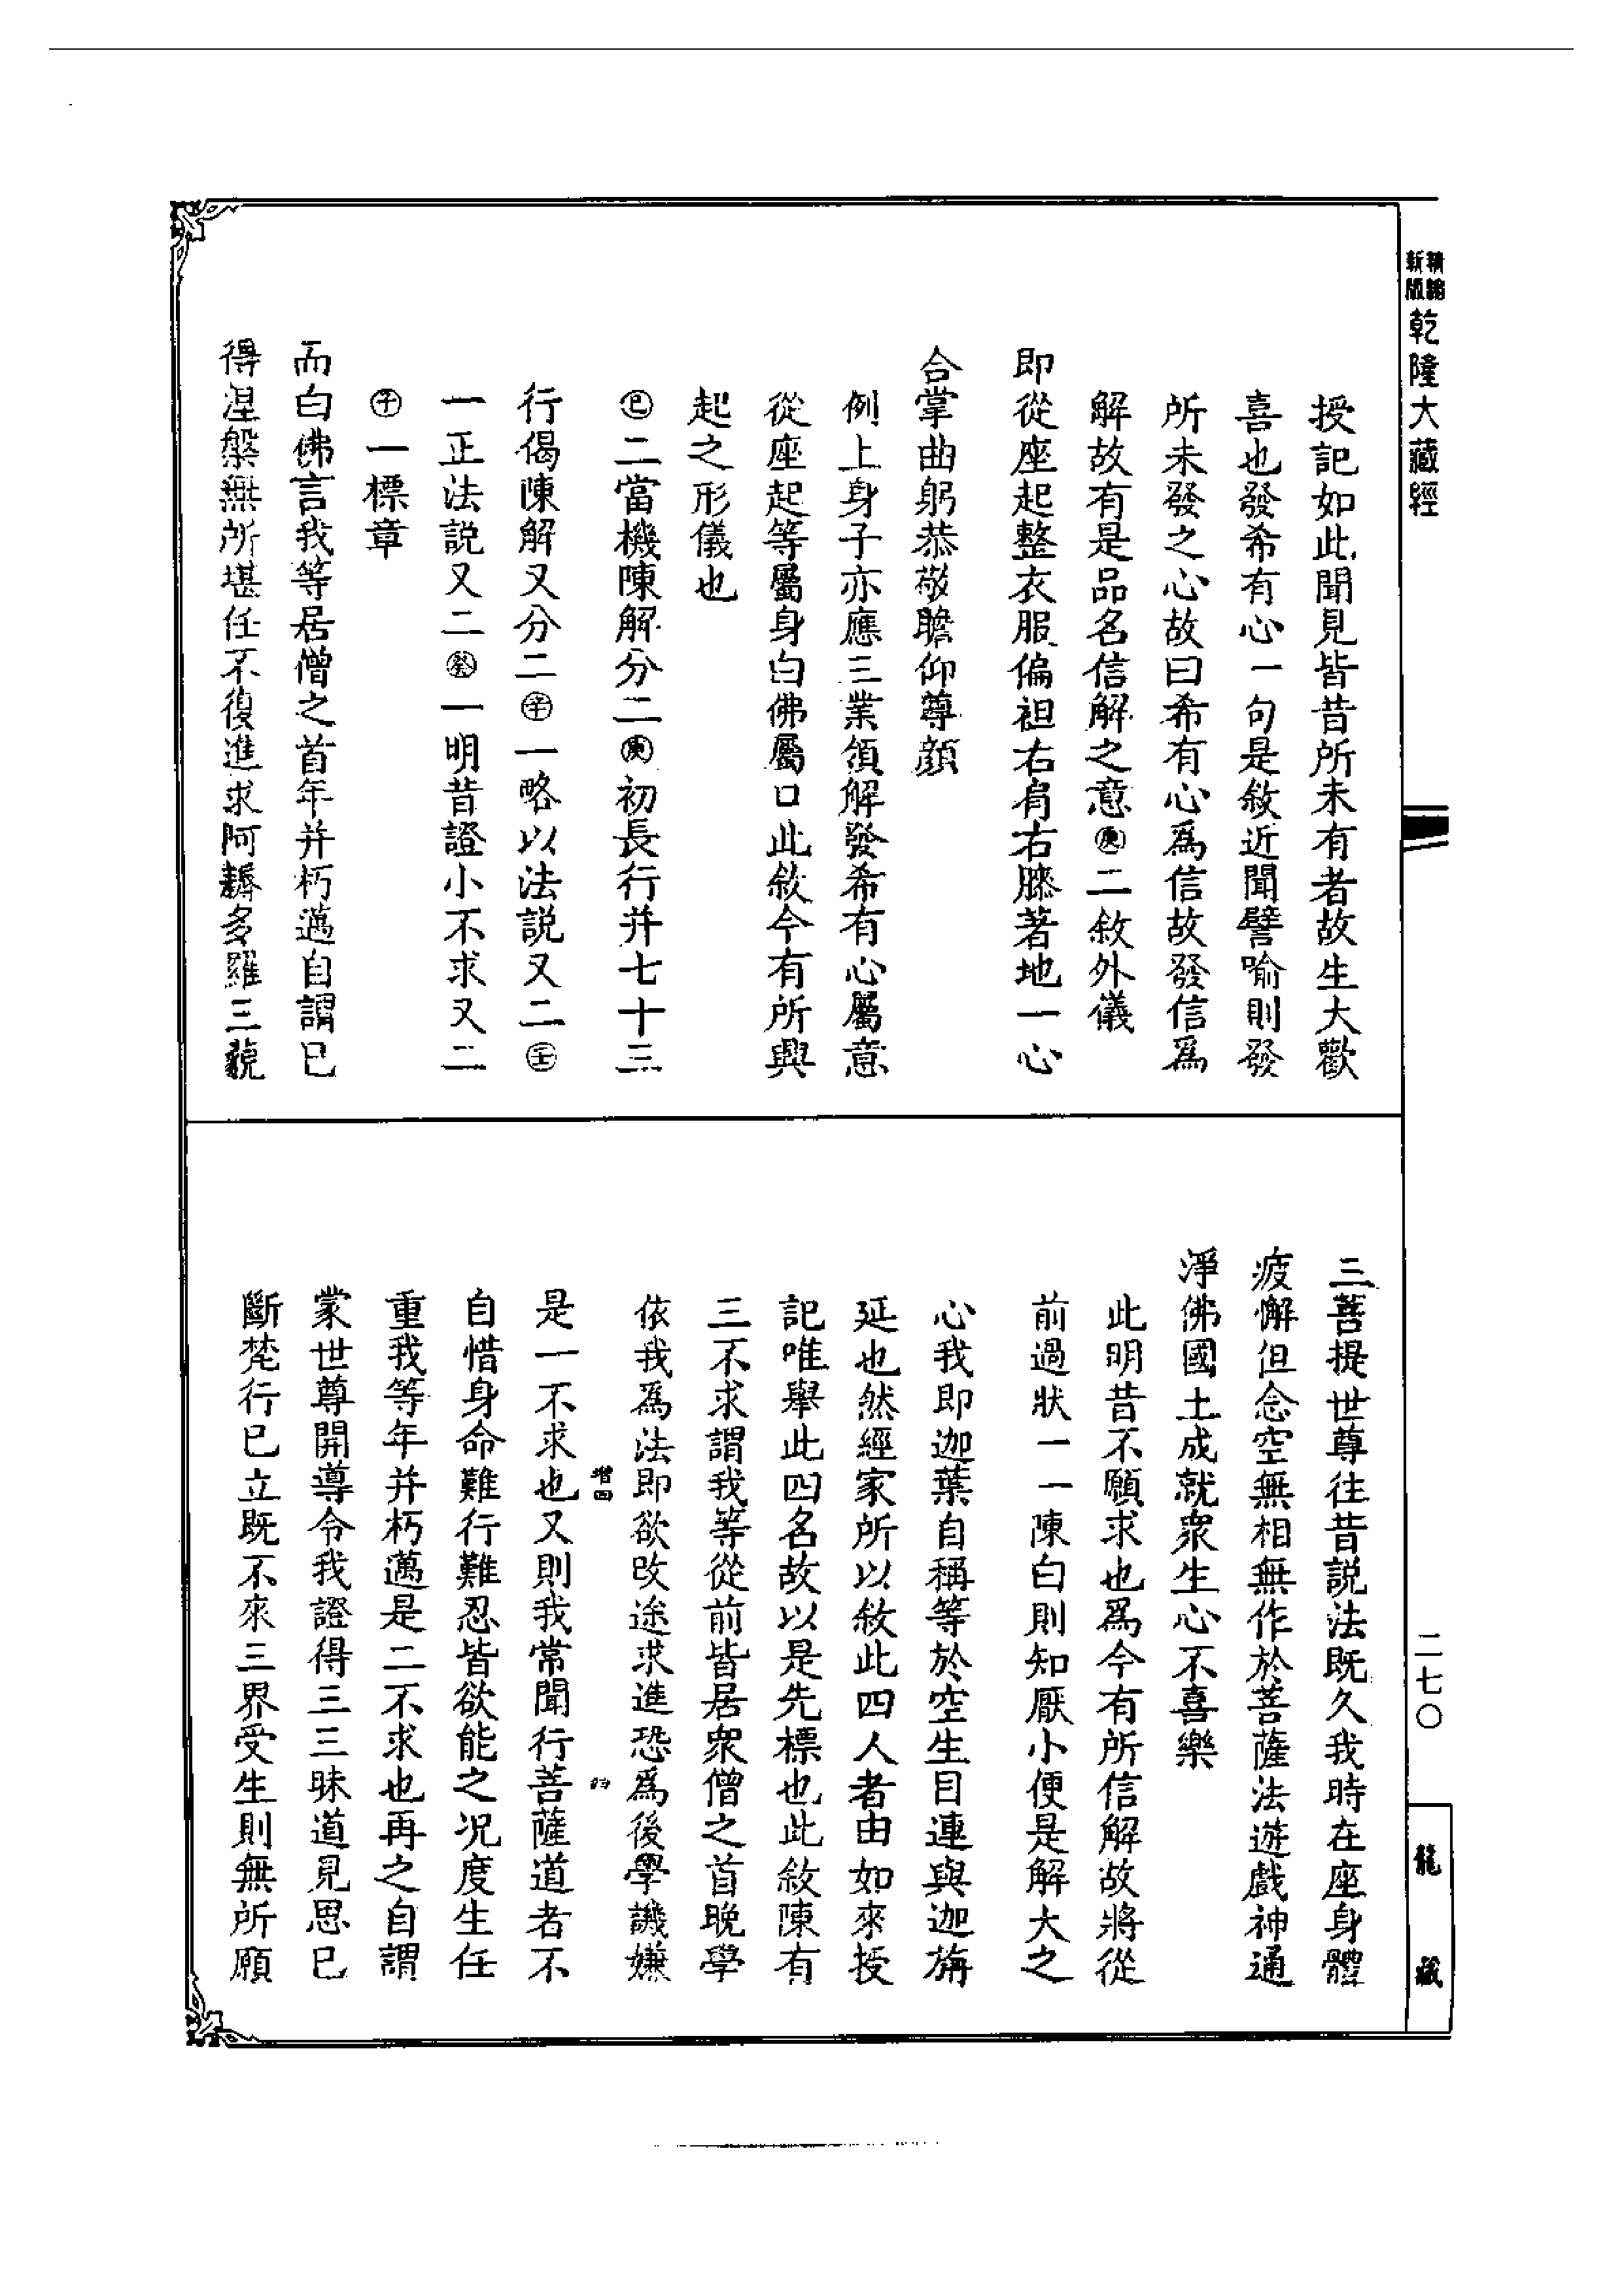 新版
精縮
乾隆大藏經
授記如此聞見皆昔所未有者故生大歡
喜也發希有心一句是敘近聞譬喻則發
所未發之心故曰希有心為信故發信為
解故有是品名信解之意㊮二敘外儀
即從座起整衣服偏袒右肩右膝著地一心
合掌曲躬恭敬瞻仰尊顏
例上身子亦應三業領解發希有心屬意
從座起等屬身白佛屬口此敘今有所興
起之形儀也
㊁二當機陳解分二㊮初長行并七十三
行偈陳解又分二㊛一略以法說又二㊤
一正法說又二㊩一明昔證小不求又二
㊫一標章
而白佛言我等居僧之首年并朽邁自謂已
得涅槃無所堪任不復進求阿耨多羅三藐
三菩提世尊往昔說法既久我時在座身體
疲懈但念空無相無作於菩薩法遊戲神通
淨佛國土成就眾生心不喜樂
此明昔不願求也為今有所信解故將從
前過狀一一陳白則知厭小便是解大之
心我即迦葉自稱等於空生目連與迦旃
延也然經家所以敘此四人者由如來授
記唯舉此四名故以是先標也此敘陳有
三不求謂我等從前皆居眾僧之首晚學
依我為法即欲改途求進恐為後學譏嫌
是一不求也又則我常聞行菩薩道者不
自惜身命難行難忍皆欲能之況度生任
重我等年并朽邁是二不求也再之自謂
蒙世尊開導令我證得三三昧道見思已
斷梵行已立既不來三界受生則無所願
二七〇
龍藏